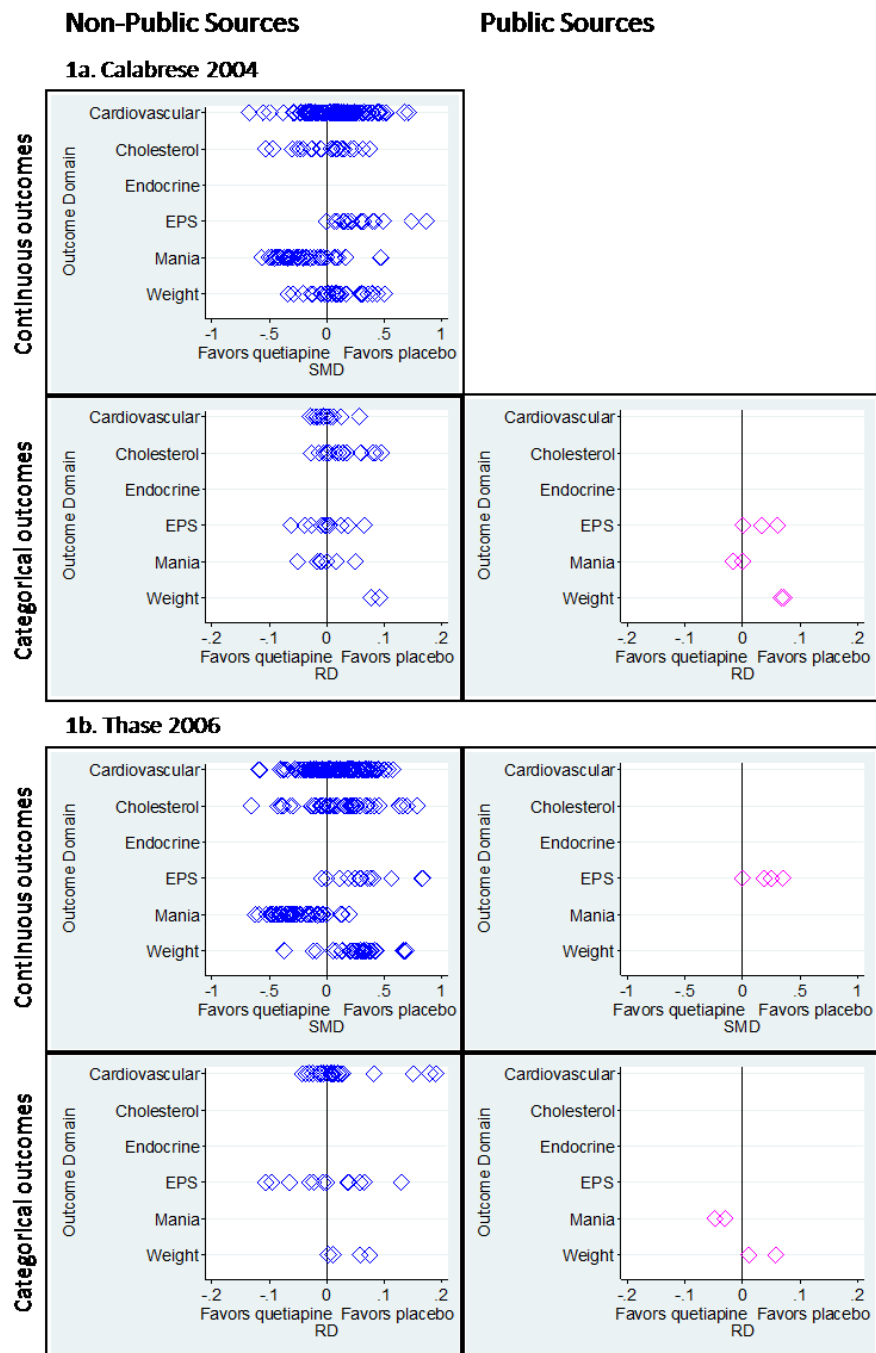 Non-Public Sources
Public Sources
1a. Calabrese 2004
Continuous outcomes
Outcome Domain
Cardiovascular
Cholesterol
Endocrine
EPS
Mania
Weight
-1 -.5 0 .5 1
Favors quetiapine Favors placebo
SMD
Categorical outcomes
Outcome Domain
Cardiovascular
Cholesterol
Endocrine
EPS
Mania
Weight
-.2 -.1 0 .1 .2
Favors quetiapine Favors placebo
RD
Outcome Domain
Cardiovascular
Cholesterol
Endocrine
EPS
Mania
Weight
-.2 -.1 0 .1 .2
Favors quetiapine Favors placebo
RD
1b. Thase 2006
Continuous outcomes
Outcome Domain
Cardiovascular
Cholesterol
Endocrine
EPS
Mania
Weight
-1 -.5 0 .5 1
Favors quetiapine Favors placebo
SMD
Outcome Domain
Cardiovascular
Cholesterol
Endocrine
EPS
Mania
Weight
-1 -.5 0 .5 1
Favors quetiapine Favors placebo
SMD
Categorical outcomes
Outcome Domain
Cardiovascular
Cholesterol
Endocrine
EPS
Mania
Weight
-.2 -.1 0 .1 .2
Favors quetiapine Favors placebo
RD
Outcome Domain
Cardiovascular
Cholesterol
Endocrine
EPS
Mania
Weight
-.2 -.1 0 .1 .2
Favors quetiapine Favors placebo
RD